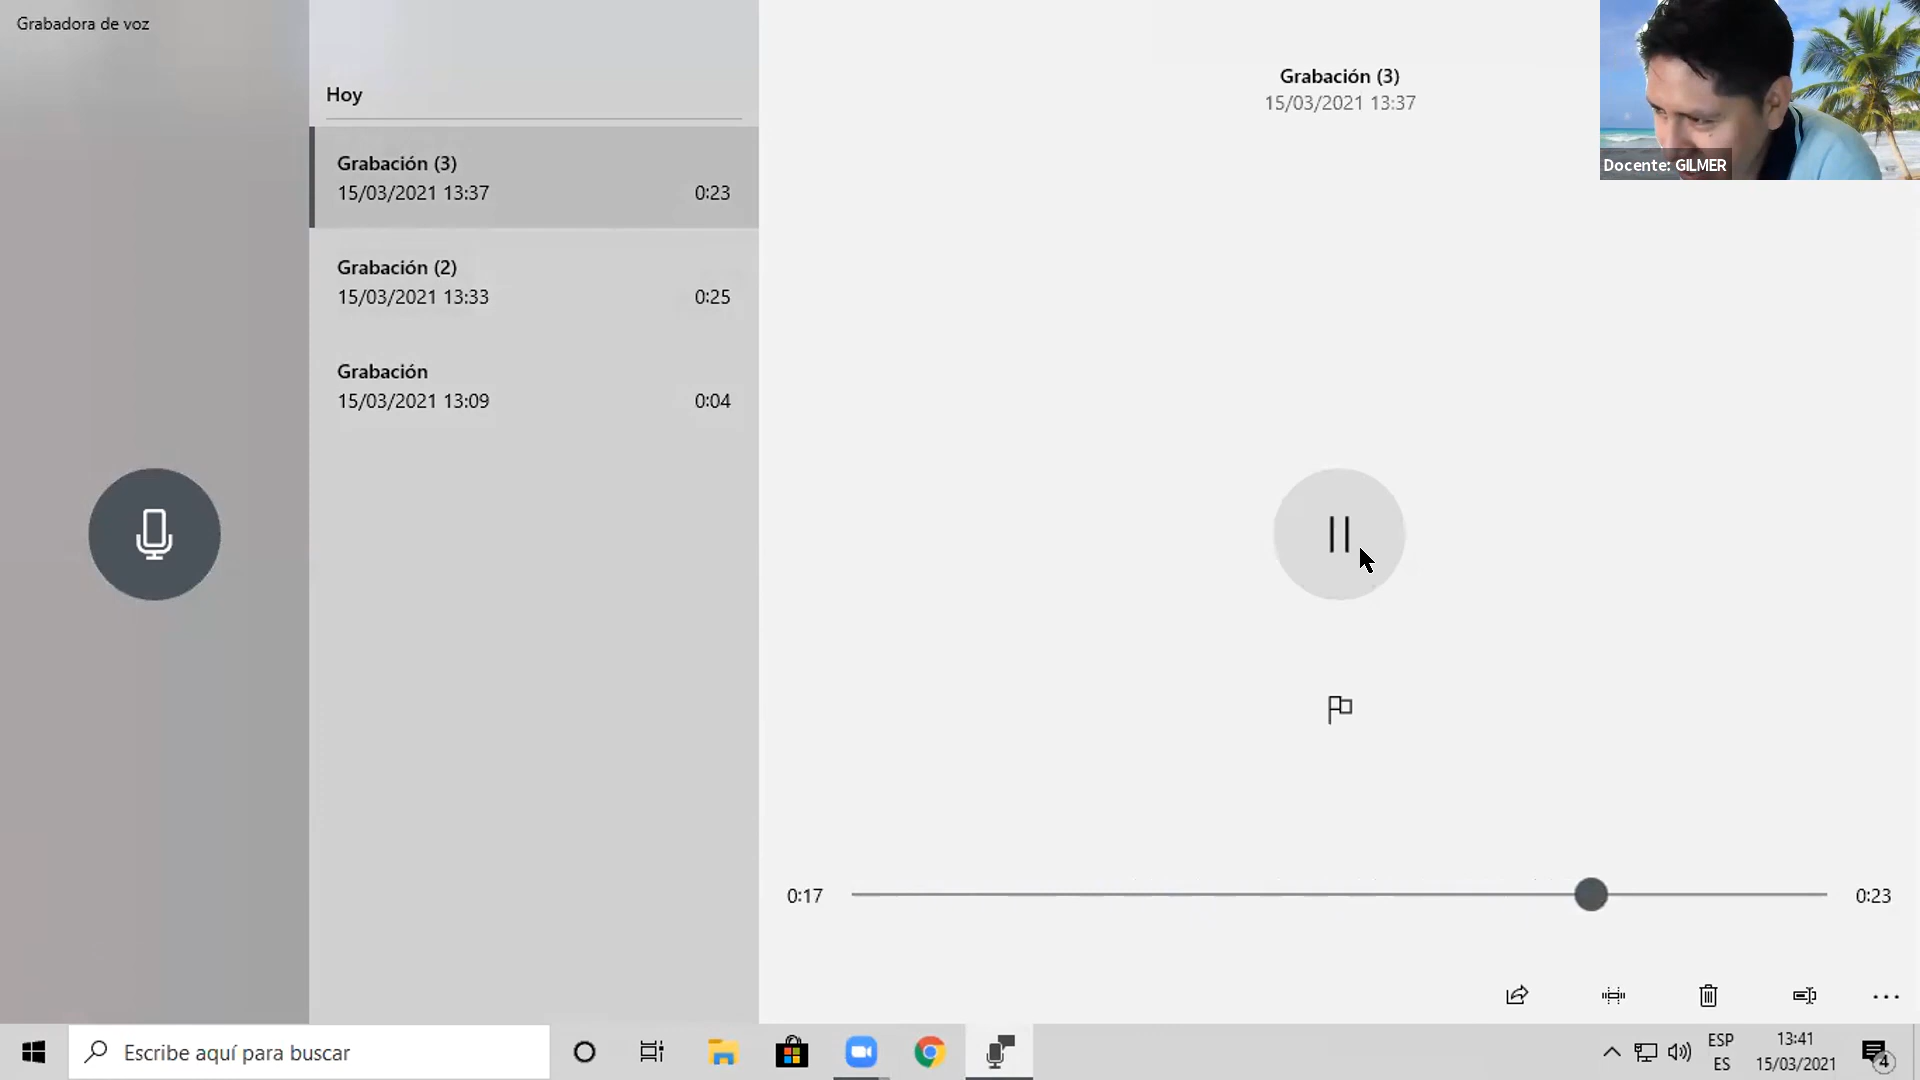 Grabadora de voz
Hoy
Grabación (3)
15/03/2021 13:37 0:23
Grabación (2)
15/03/2021 13:33 0:25
Grabación
15/03/2021 13:09 0:04
Grabación (3)
15/03/2021 13:37
Docente: GILMER
0:17 0:23
Escribe aquí para buscar
ESP
ES
13:41
15/03/2021
4